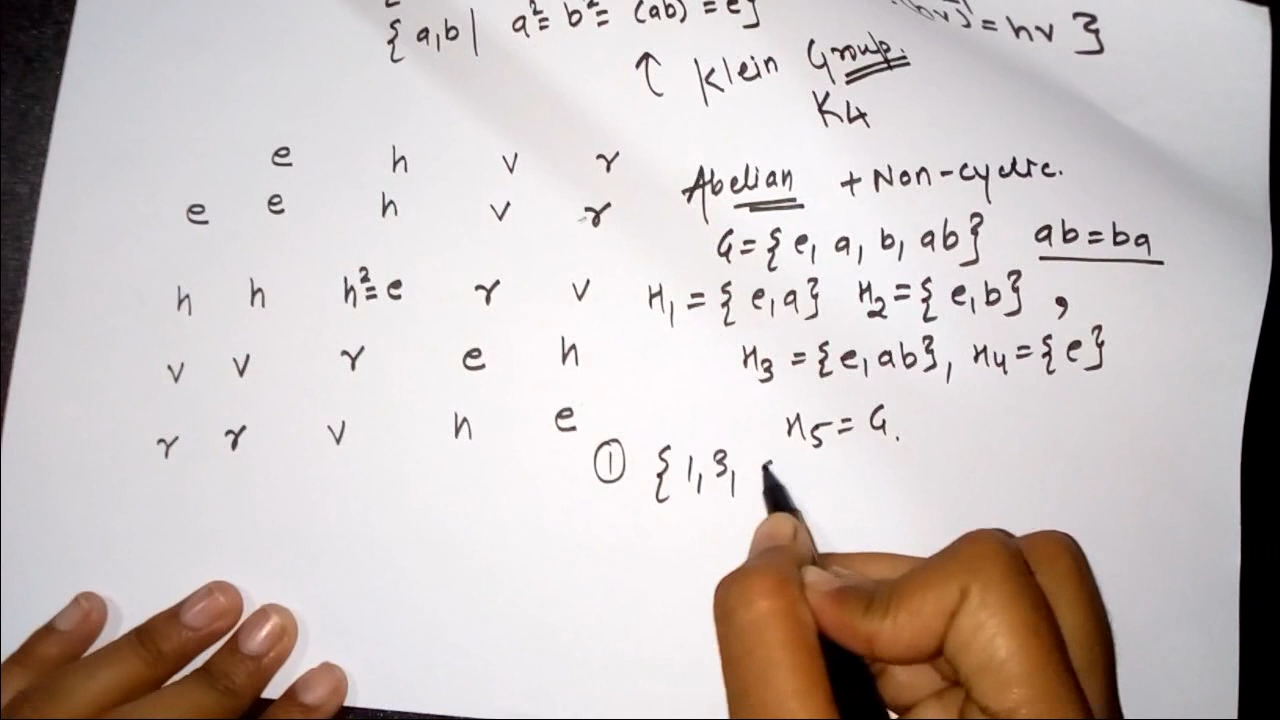 { a,b | a²= b²= (ab) = e}
(hv) = hv }
↑ Klein Group.
K4
e h v r
e e h v r
h h h²=e r v
v v r e h
r r v h e
Abelian + Non-cyclic.
G={e, a, b, ab} ab=ba
H₁ = {e,a} H₂={e,b} ,
H₃ = {e,ab}, H₄={e}
H₅ = G.
① {1,3,